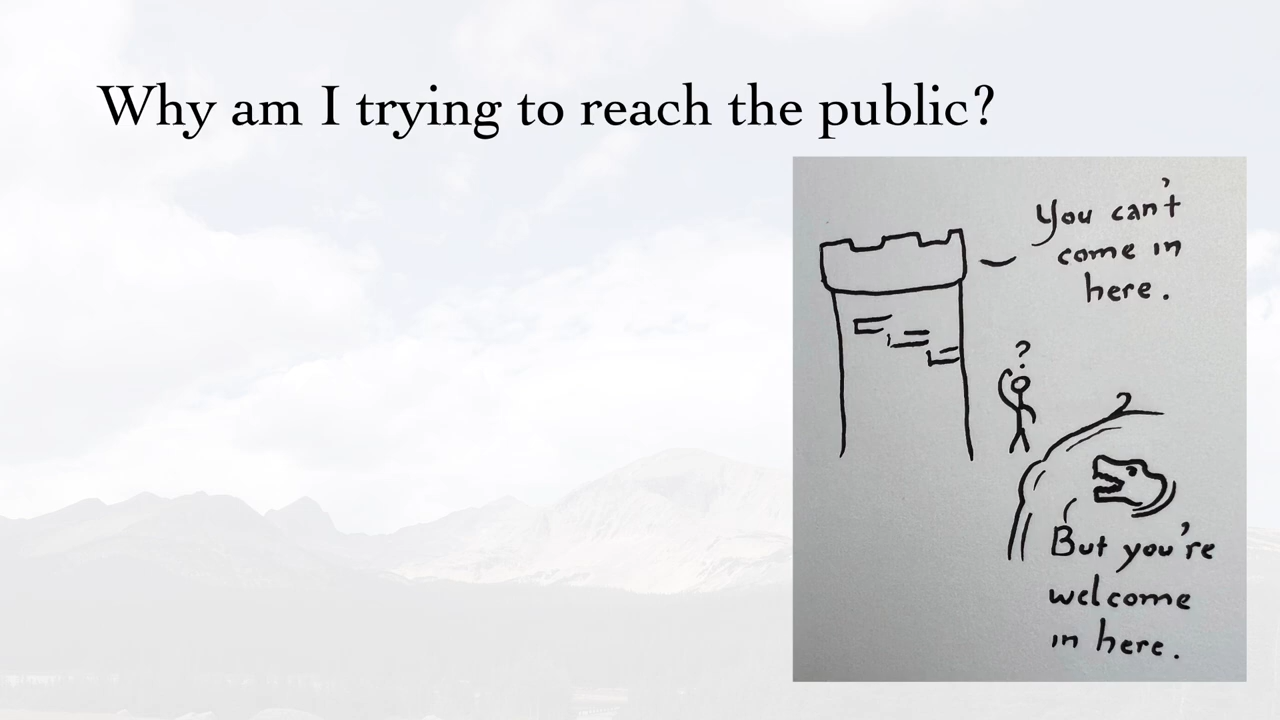 Why am I trying to reach the public?
You can't
come in
here.
?
But you're
welcome
in here.